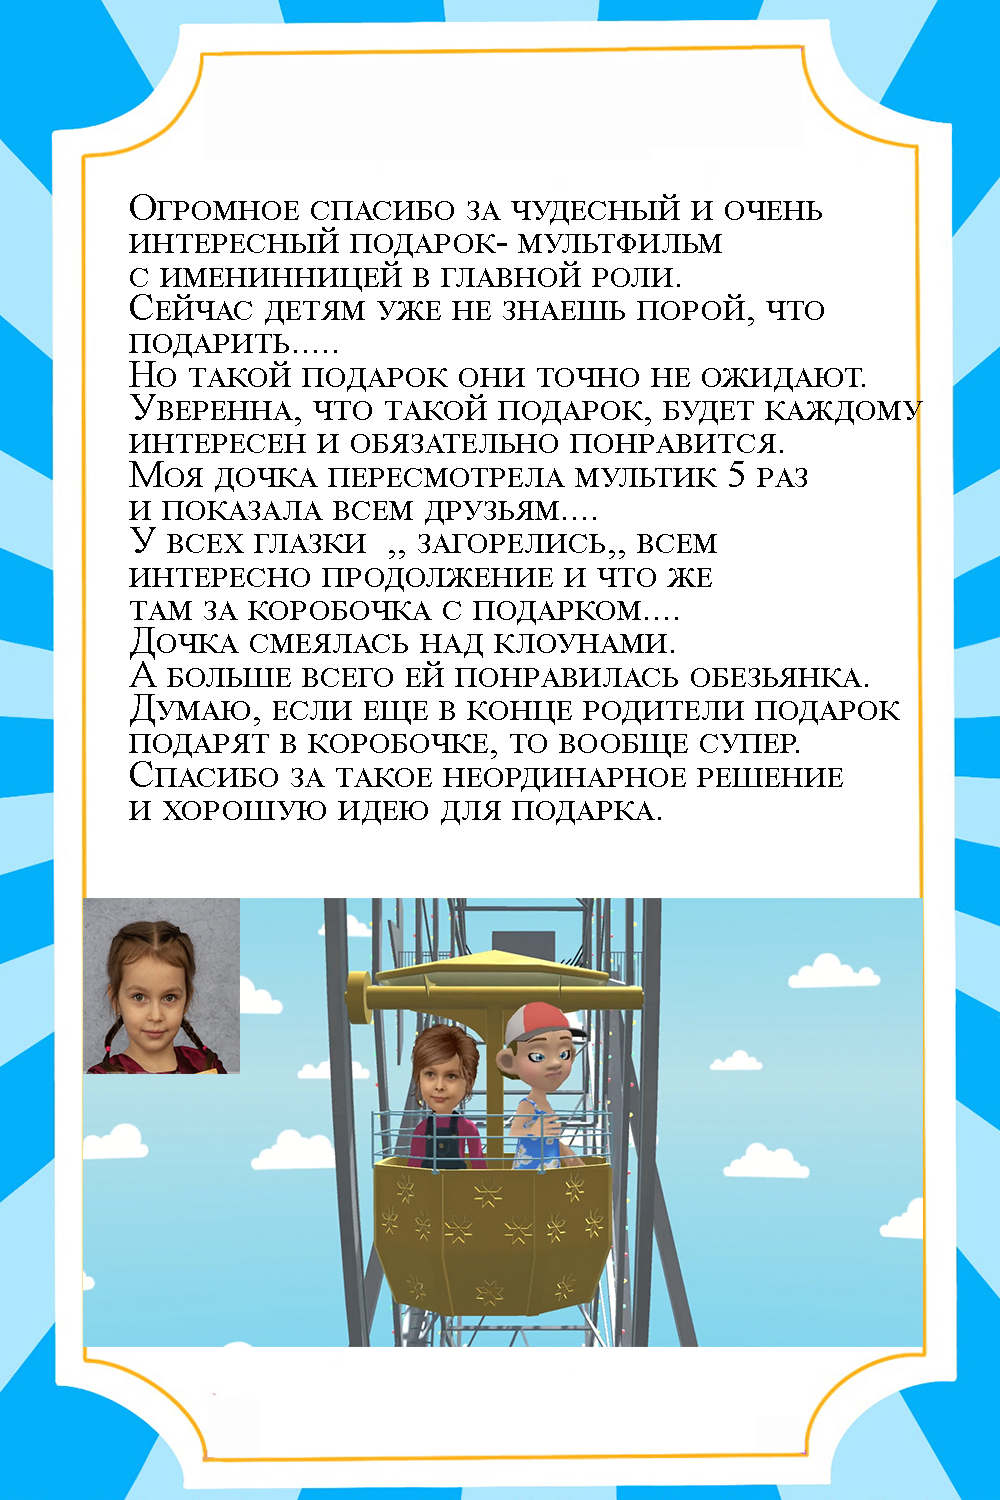 Огромное спасибо за чудесный и очень
интересный подарок- мультфильм
с именинницей в главной роли.
Сейчас детям уже не знаешь порой, что
подарить.....
Но такой подарок они точно не ожидают.
Уверенна, что такой подарок, будет каждому
интересен и обязательно понравится.
Моя дочка пересмотрела мультик 5 раз
и показала всем друзьям....
У всех глазки ,, загорелись,, всем
интересно продолжение и что же
там за коробочка с подарком....
Дочка смеялась над клоунами.
А больше всего ей понравилась обезьянка.
Думаю, если еще в конце родители подарок
подарят в коробочке, то вообще супер.
Спасибо за такое неординарное решение
и хорошую идею для подарка.